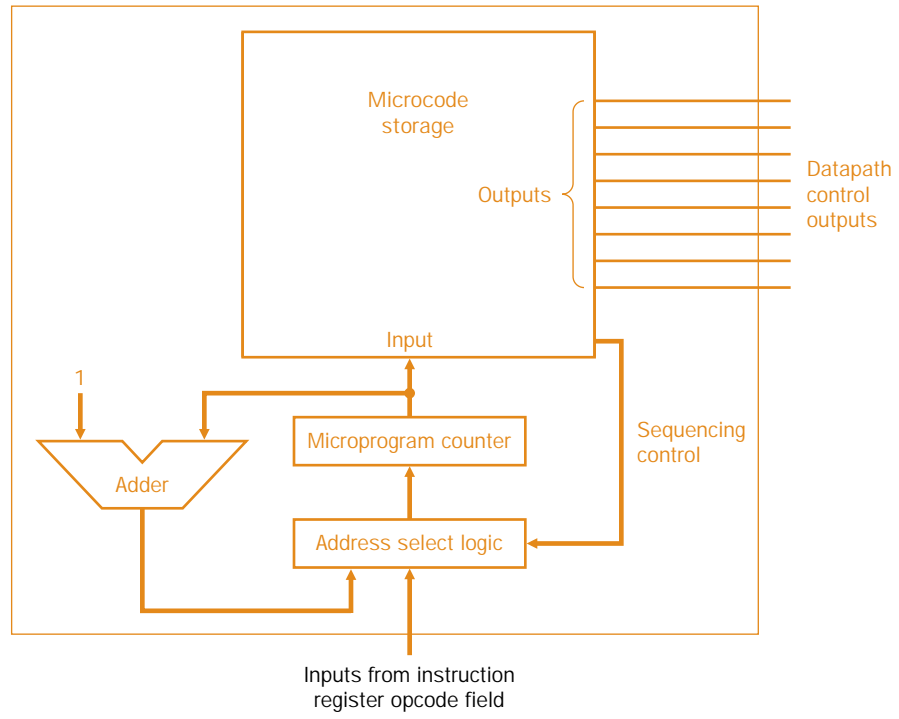 Microcode
storage
Outputs
Datapath
control
outputs
Input
1
Microprogram counter
Sequencing
control
Adder
Address select logic
Inputs from instruction
register opcode field